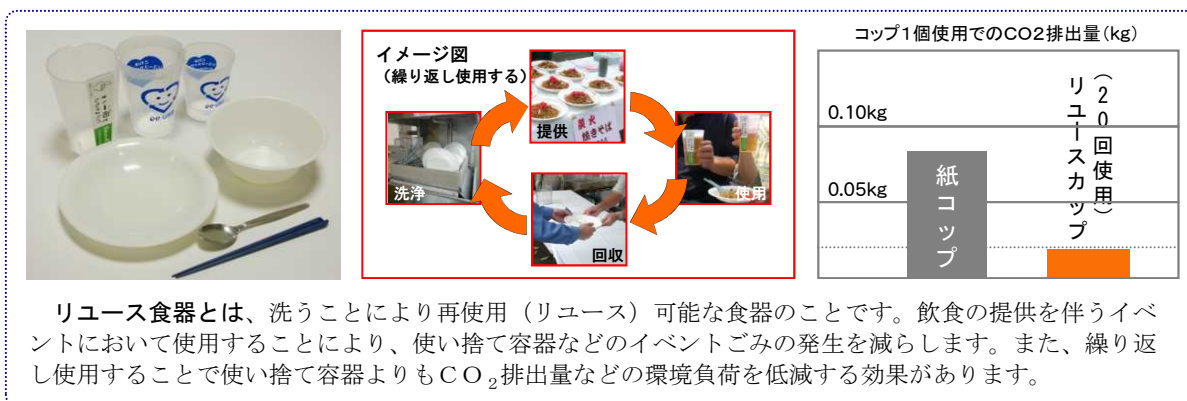 イメージ図
（繰り返し使用する）
提供
使用
回収
洗浄
コップ1個使用でのCO2排出量（kg）
0.10kg
0.05kg
紙コップ
リユースカップ
（20回使用）
リユース食器とは、洗うことにより再使用（リユース）可能な食器のことです。飲食の提供を伴うイベ
ントにおいて使用することにより、使い捨て容器などのイベントごみの発生を減らします。また、繰り返
し使用することで使い捨て容器よりもＣＯ₂排出量などの環境負荷を低減する効果があります。